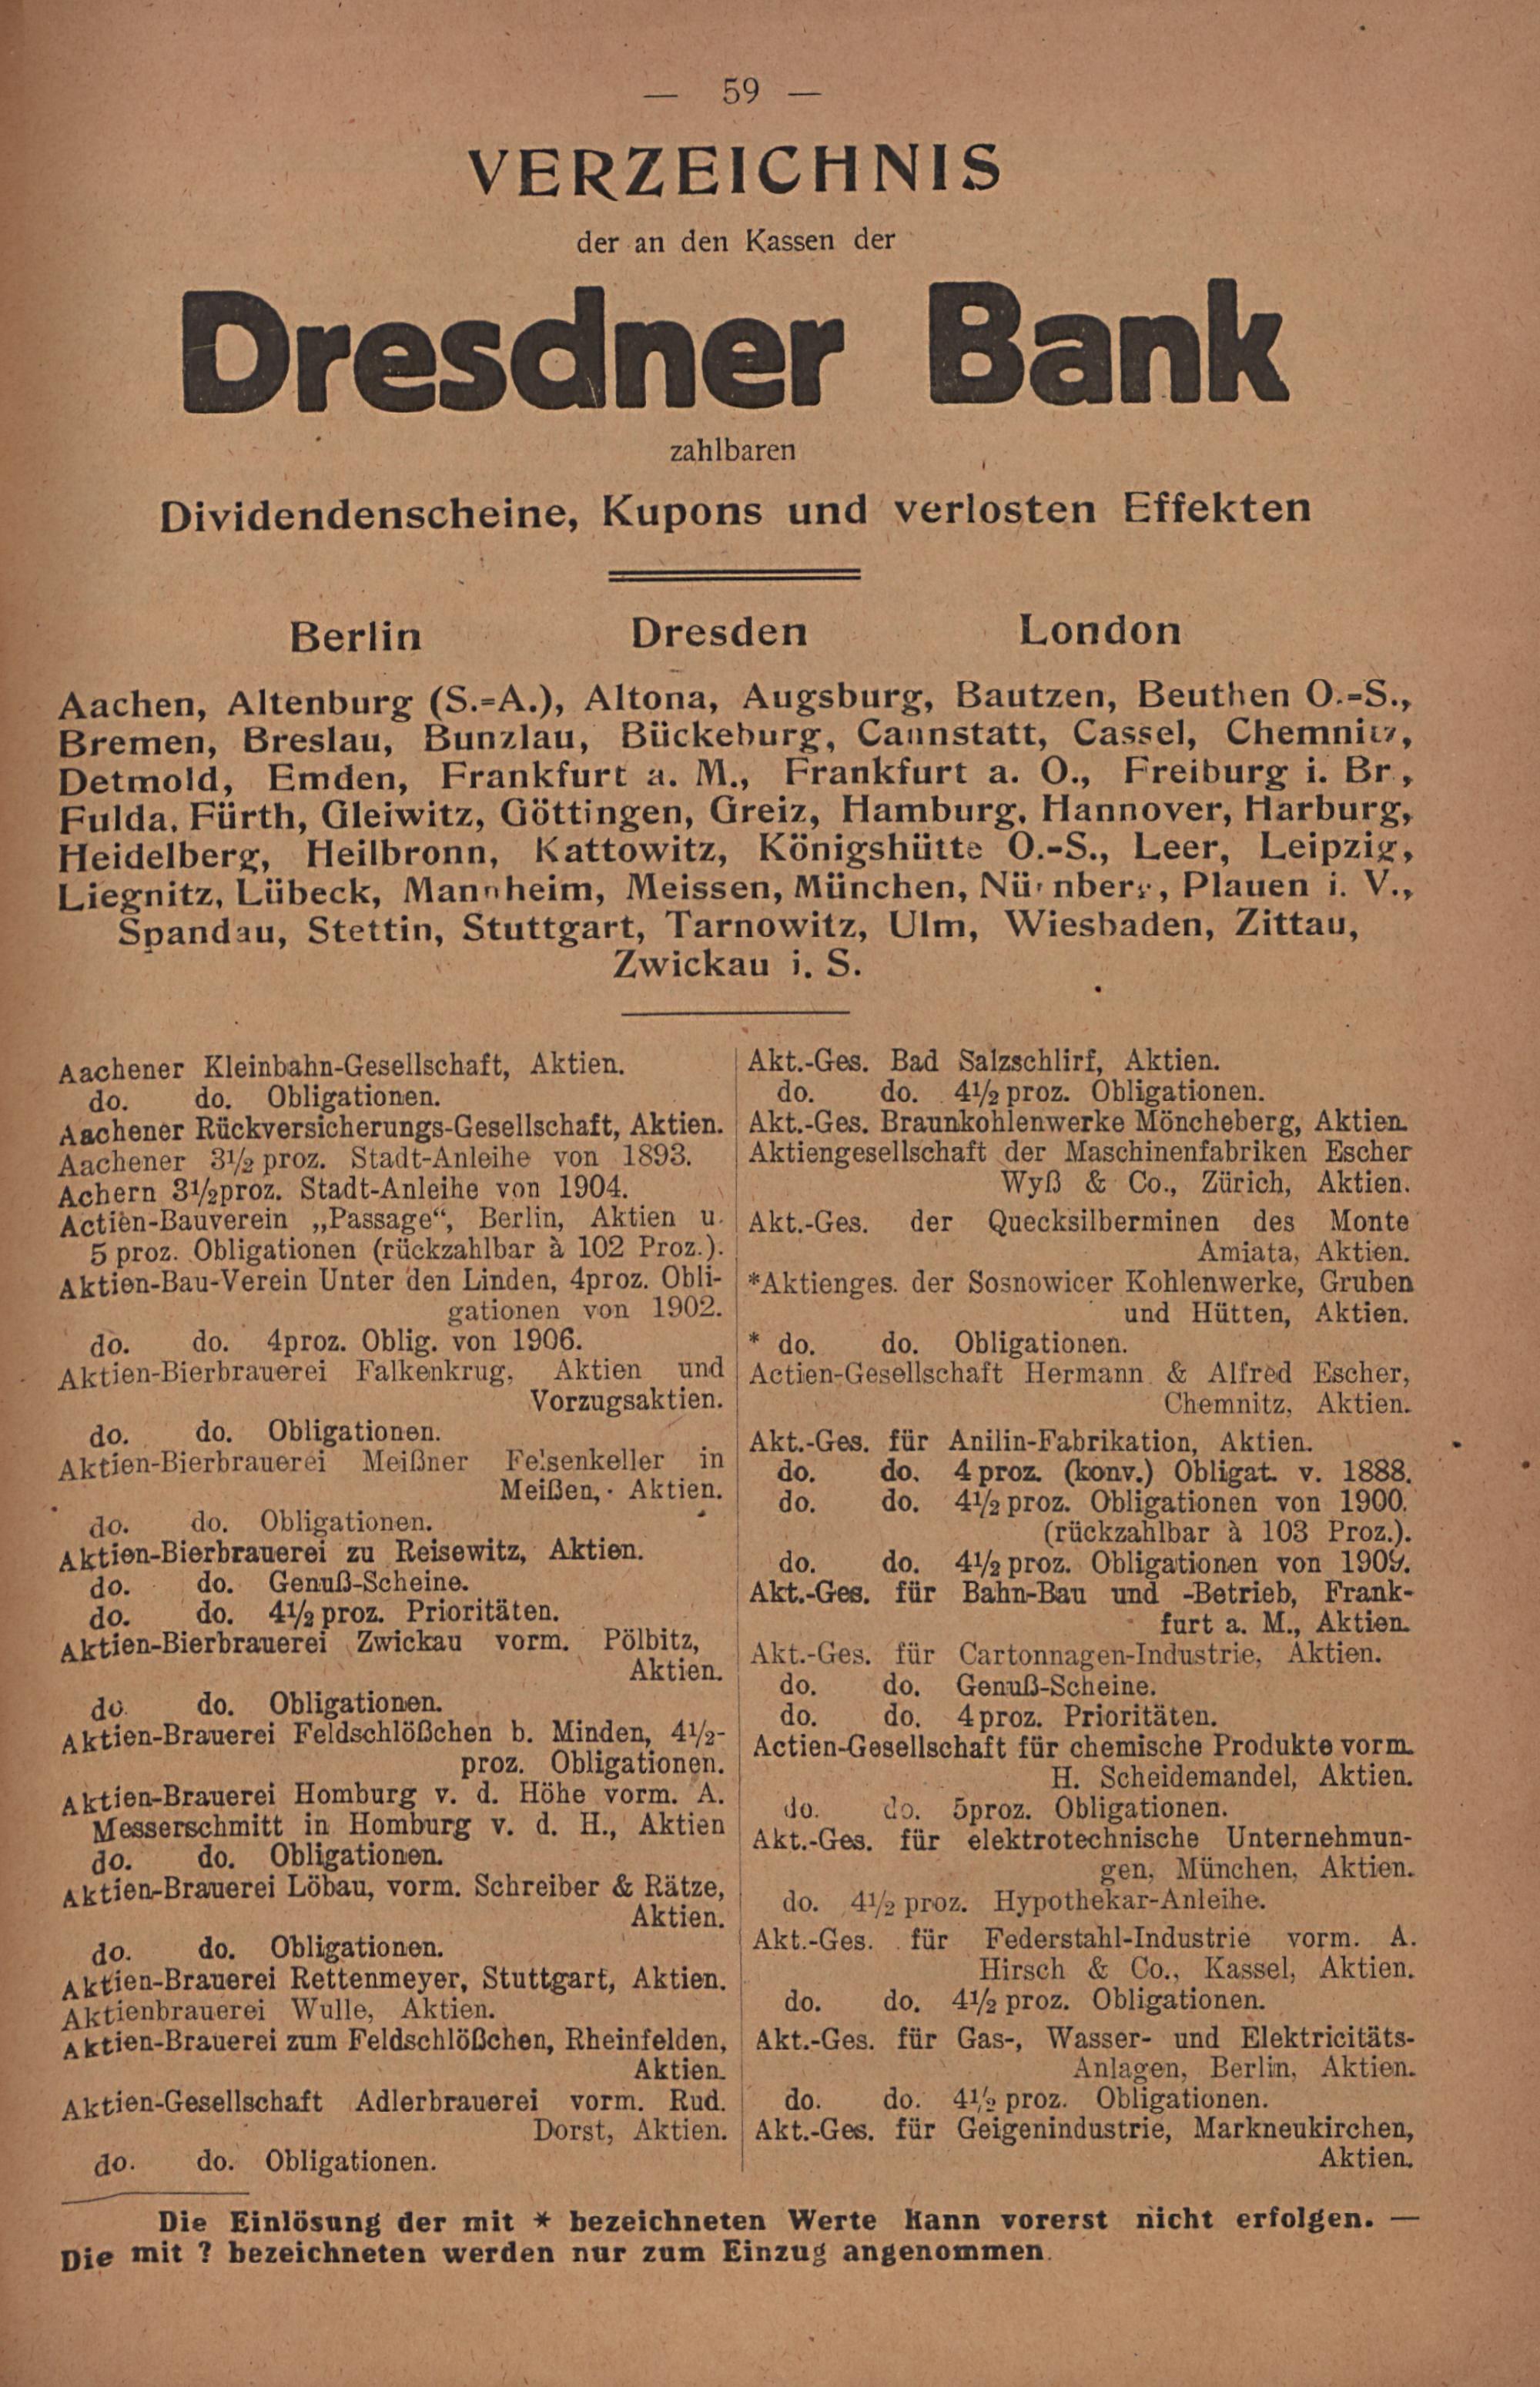 — 59 —
VERZEICHNIS
der an den Kassen der
Dresdner Bank
zahlbaren
Dividendenscheine, Kupons und verlosten Effekten
Berlin Dresden London
Aachen, Altenburg (S.=A.), Altona, Augsburg, Bautzen, Beuthen O.=S.,
Bremen, Breslau, Bunzlau, Bückeburg, Cannstatt, Cassel, Chemnitz,
Detmold, Emden, Frankfurt a. M., Frankfurt a. O., Freiburg i. Br.,
Fulda, Fürth, Gleiwitz, Göttingen, Greiz, Hamburg, Hannover, Harburg,
Heidelberg, Heilbronn, Kattowitz, Königshütte O.-S., Leer, Leipzig,
Liegnitz, Lübeck, Mannheim, Meissen, München, Nürnberg, Plauen i. V.,
Spandau, Stettin, Stuttgart, Tarnowitz, Ulm, Wiesbaden, Zittau,
Zwickau i. S.
Aachener Kleinbahn-Gesellschaft, Aktien.
do. do. Obligationen.
Aachener Rückversicherungs-Gesellschaft, Aktien.
Aachener 3½ proz. Stadt-Anleihe von 1893.
Achern 3½proz. Stadt-Anleihe von 1904.
Actien-Bauverein „Passage“, Berlin, Aktien u.
5 proz. Obligationen (rückzahlbar à 102 Proz.).
Aktien-Bau-Verein Unter den Linden, 4proz. Obli-
gationen von 1902.
do. do. 4proz. Oblig. von 1906.
Aktien-Bierbrauerei Falkenkrug, Aktien und
Vorzugsaktien.
do. do. Obligationen.
Aktien-Bierbrauerei Meißner Felsenkeller in
Meißen, Aktien.
do. do. Obligationen.
Aktien-Bierbrauerei zu Reisewitz, Aktien.
do. do. Genuß-Scheine.
do. do. 4½ proz. Prioritäten.
Aktien-Bierbrauerei Zwickau vorm. Pölbitz,
Aktien.
do. do. Obligationen.
Aktien-Brauerei Feldschlößchen b. Minden, 4½-
proz. Obligationen.
Aktien-Brauerei Homburg v. d. Höhe vorm. A.
Messerschmitt in Homburg v. d. H., Aktien
do. do. Obligationen.
Aktien-Brauerei Löbau, vorm. Schreiber & Rätze,
Aktien.
do. do. Obligationen.
Aktien-Brauerei Rettenmeyer, Stuttgart, Aktien.
Aktienbrauerei Wulle, Aktien.
Aktien-Brauerei zum Feldschlößchen, Rheinfelden,
Aktien.
Aktien-Gesellschaft Adlerbrauerei vorm. Rud.
Dorst, Aktien.
do. do. Obligationen.
Akt.-Ges. Bad Salzschlirf, Aktien.
do. do. 4½ proz. Obligationen.
Akt.-Ges. Braunkohlenwerke Möncheberg, Aktien.
Aktiengesellschaft der Maschinenfabriken Escher
Wyß & Co., Zürich, Aktien.
Akt.-Ges. der Quecksilberminen des Monte
Amiata, Aktien.
*Aktienges. der Sosnowicer Kohlenwerke, Gruben
und Hütten, Aktien.
* do. do. Obligationen.
Actien-Gesellschaft Hermann & Alfred Escher,
Chemnitz, Aktien.
Akt.-Ges. für Anilin-Fabrikation, Aktien.
do. do. 4 proz. (konv.) Obligat. v. 1888.
do. do. 4½ proz. Obligationen von 1900.
(rückzahlbar à 103 Proz.).
do. do. 4½ proz. Obligationen von 1909.
Akt.-Ges. für Bahn-Bau und -Betrieb, Frank-
furt a. M., Aktien.
Akt.-Ges. für Cartonnagen-Industrie, Aktien.
do. do. Genuß-Scheine.
do. do. 4 proz. Prioritäten.
Actien-Gesellschaft für chemische Produkte vorm.
H. Scheidemandel, Aktien.
do. do. 5proz. Obligationen.
Akt.-Ges. für elektrotechnische Unternehmun-
gen, München, Aktien.
do. 4½ proz. Hypothekar-Anleihe.
Akt.-Ges. für Federstahl-Industrie vorm. A.
Hirsch & Co., Kassel, Aktien.
do. do. 4½ proz. Obligationen.
Akt.-Ges. für Gas-, Wasser- und Elektricitäts-
Anlagen, Berlin, Aktien.
do. do. 4½ proz. Obligationen.
Akt.-Ges. für Geigenindustrie, Markneukirchen,
Aktien.
Die Einlösung der mit * bezeichneten Werte kann vorerst nicht erfolgen. —
Die mit ? bezeichneten werden nur zum Einzug angenommen.